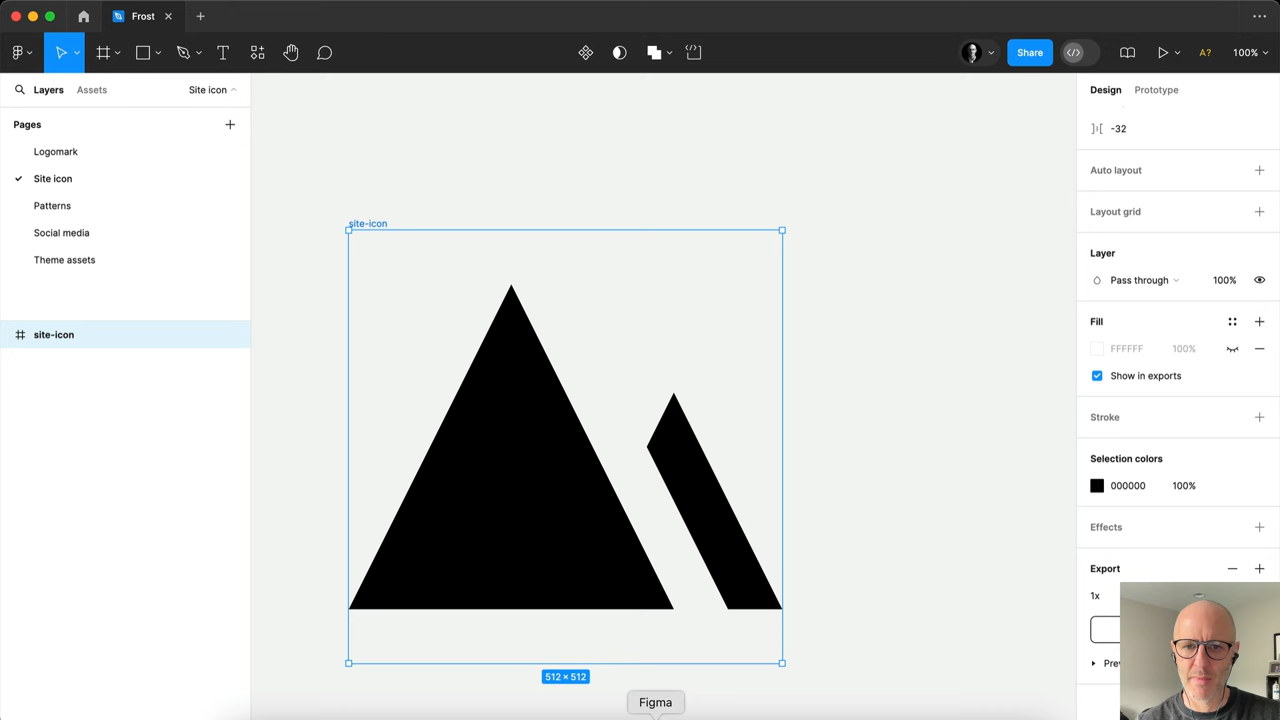 Frost
A?
100%
Share
Layers
Assets
Site icon
Design
Prototype
Pages
Logomark
Site icon
Patterns
Social media
Theme assets
site-icon
site-icon
512 × 512
Figma
-32
Auto layout
Layout grid
Layer
Pass through
100%
Fill
FFFFFF
100%
Show in exports
Stroke
Selection colors
000000
100%
Effects
Export
1x